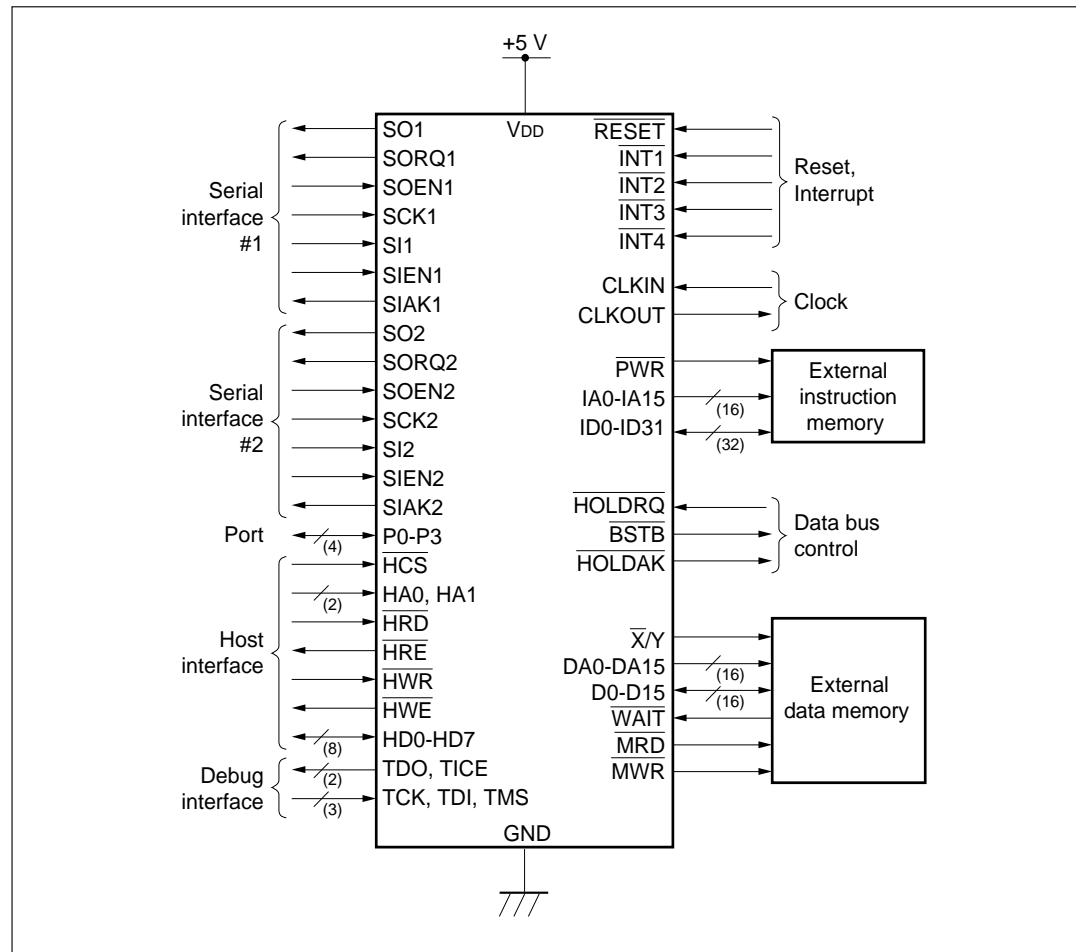 +5 V
VDD
Serial
interface
#1
SO1
SORQ1
SOEN1
SCK1
SI1
SIEN1
SIAK1
Serial
interface
#2
SO2
SORQ2
SOEN2
SCK2
SI2
SIEN2
SIAK2
Port
(4)
P0-P3
Host
interface
HCS
(2)
HA0, HA1
HRD
HRE
HWR
HWE
(8)
HD0-HD7
Debug
interface
(2)
TDO, TICE
(3)
TCK, TDI, TMS
GND
RESET
INT1
INT2
INT3
INT4
Reset,
Interrupt
CLKIN
CLKOUT
Clock
PWR
IA0-IA15
(16)
ID0-ID31
(32)
External
instruction
memory
HOLDRQ
BSTB
HOLDAK
Data bus
control
X/Y
DA0-DA15
(16)
D0-D15
(16)
WAIT
MRD
MWR
External
data memory